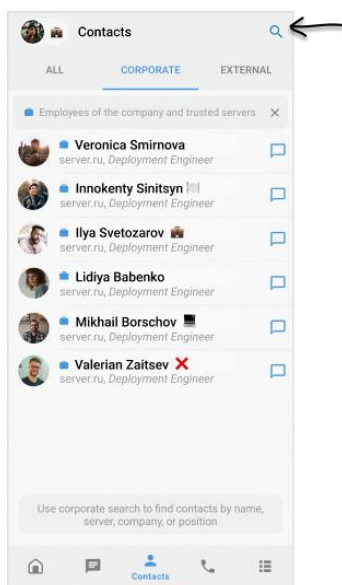 Contacts
ALL CORPORATE EXTERNAL
Employees of the company and trusted servers
Veronica Smirnova
server.ru, Deployment Engineer
Innokenty Sinitsyn
server.ru, Deployment Engineer
Ilya Svetozarov
server.ru, Deployment Engineer
Lidiya Babenko
server.ru, Deployment Engineer
Mikhail Borschov
server.ru, Deployment Engineer
Valerian Zaitsev
server.ru, Deployment Engineer
Use corporate search to find contacts by name,
server, company, or position
Contacts